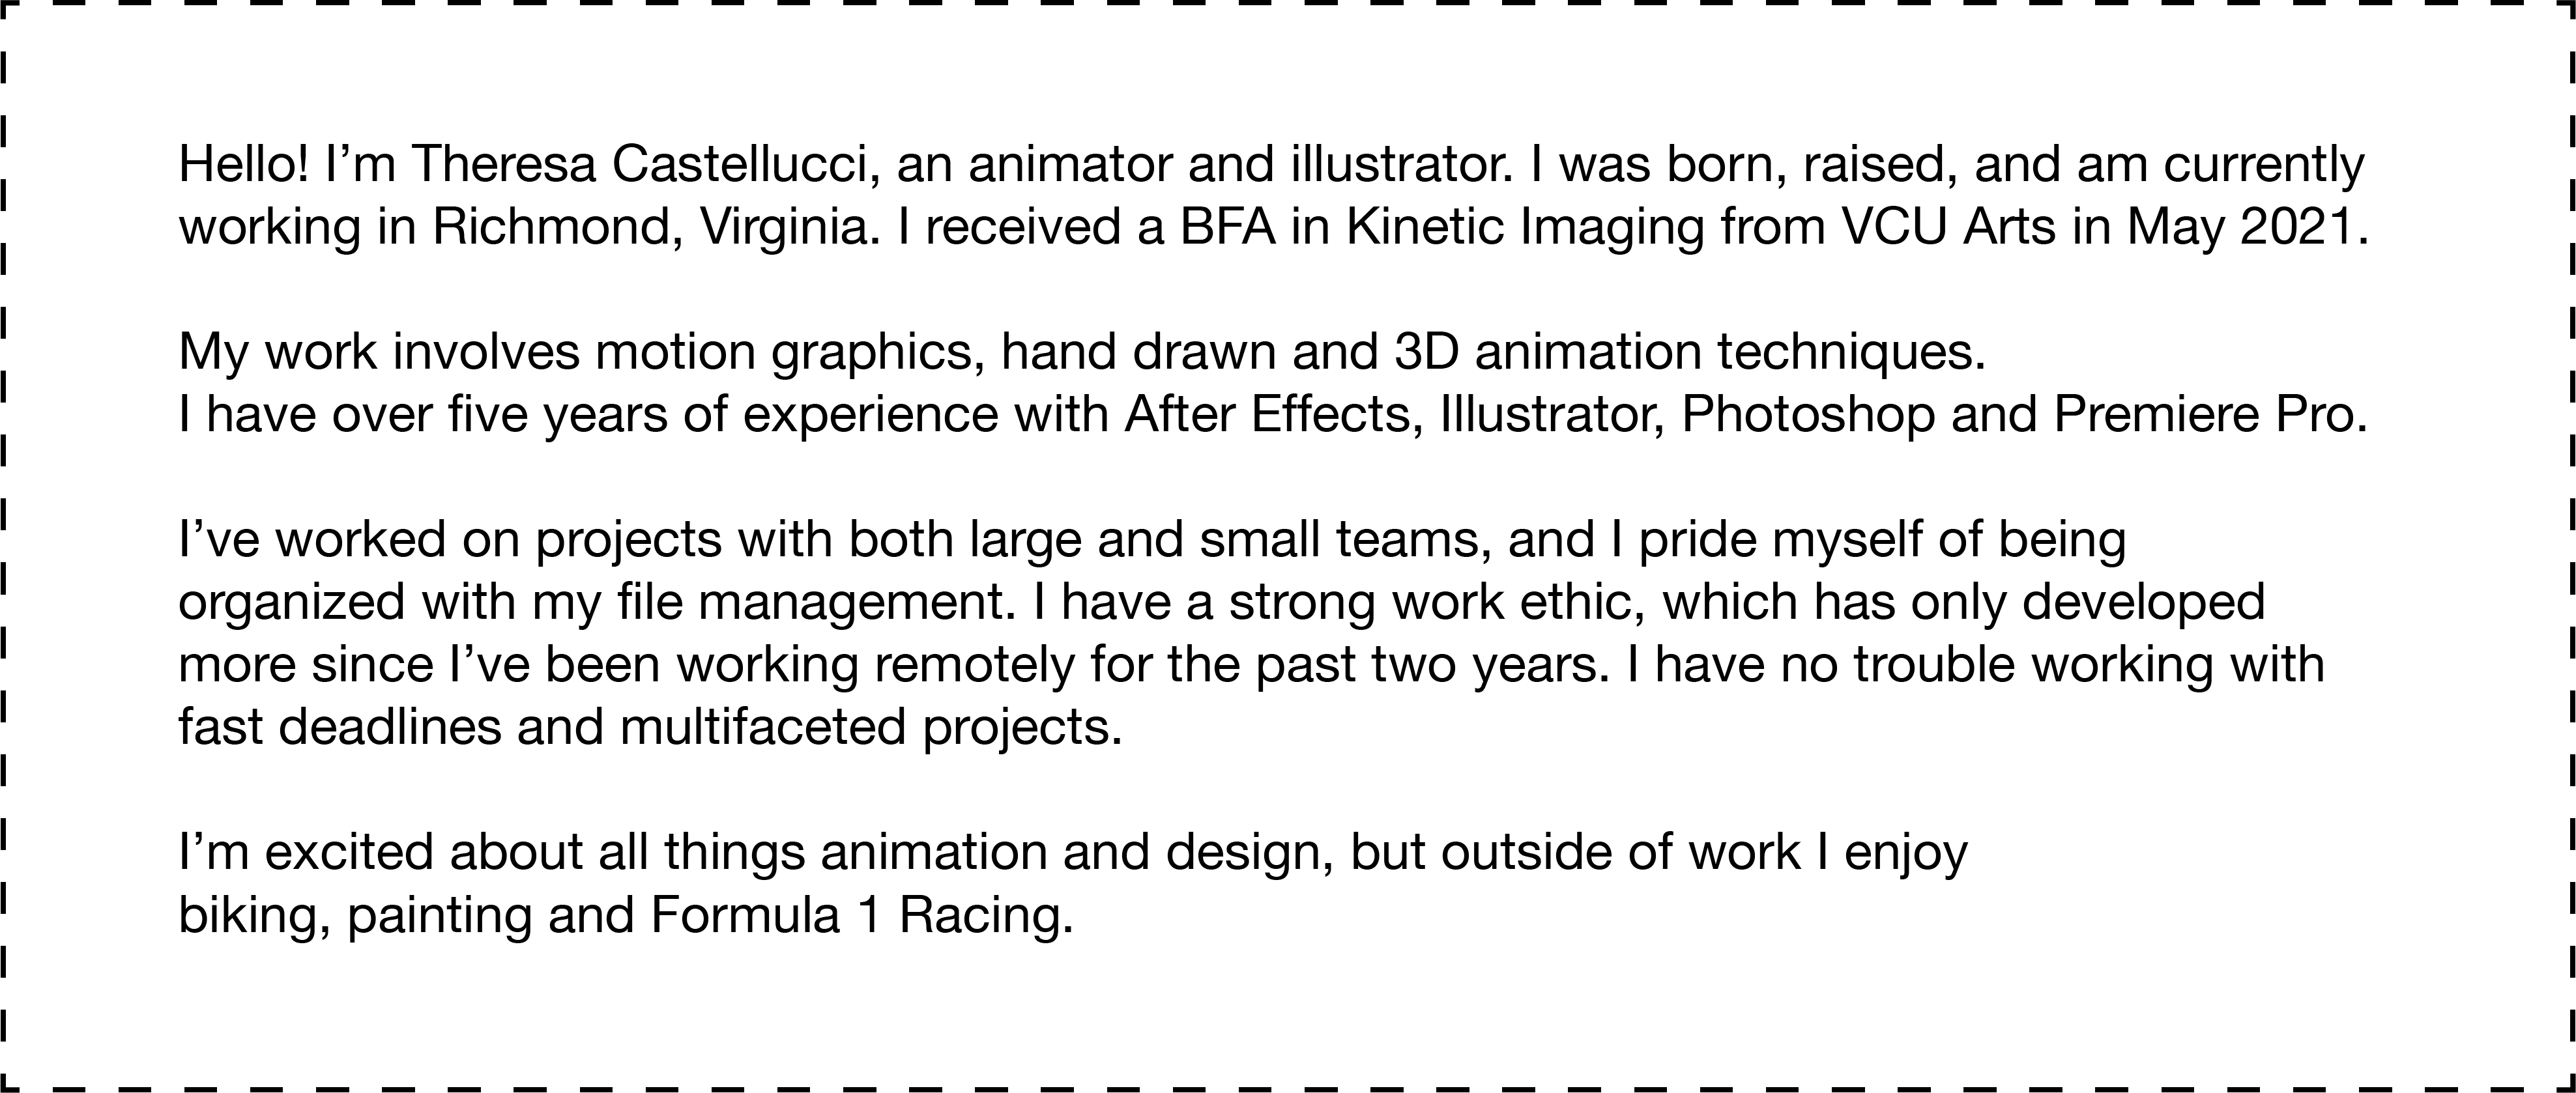 Hello! I’m Theresa Castellucci, an animator and illustrator. I was born, raised, and am currently
working in Richmond, Virginia. I received a BFA in Kinetic Imaging from VCU Arts in May 2021.
My work involves motion graphics, hand drawn and 3D animation techniques.
I have over five years of experience with After Effects, Illustrator, Photoshop and Premiere Pro.
I’ve worked on projects with both large and small teams, and I pride myself of being
organized with my file management. I have a strong work ethic, which has only developed
more since I’ve been working remotely for the past two years. I have no trouble working with
fast deadlines and multifaceted projects.
I’m excited about all things animation and design, but outside of work I enjoy
biking, painting and Formula 1 Racing.